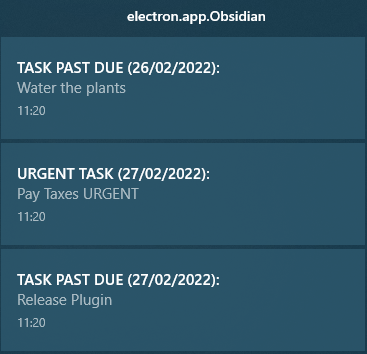 electron.app.Obsidian
TASK PAST DUE (26/02/2022):
Water the plants
11:20
URGENT TASK (27/02/2022):
Pay Taxes URGENT
11:20
TASK PAST DUE (27/02/2022):
Release Plugin
11:20